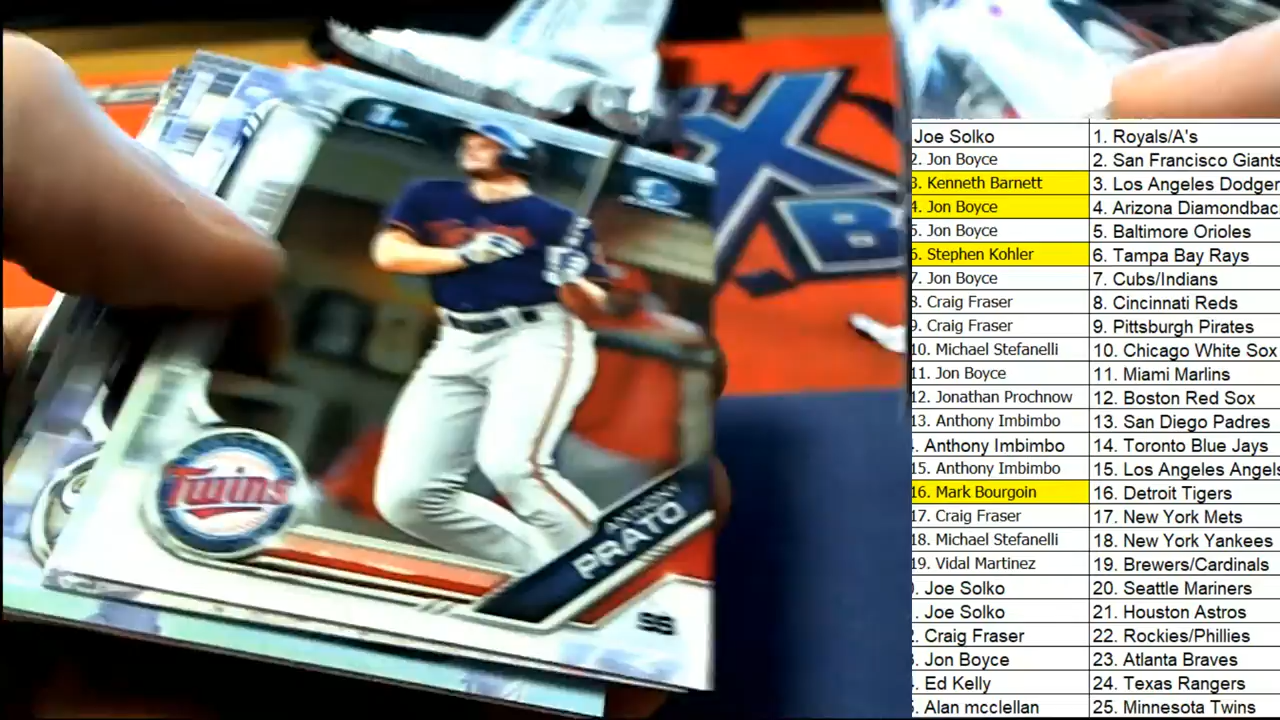 Twins
ANTHONY
PRATO
SS
Joe Solko 1. Royals/A's
2. Jon Boyce 2. San Francisco Giants
3. Kenneth Barnett 3. Los Angeles Dodger
4. Jon Boyce 4. Arizona Diamondbac
5. Jon Boyce 5. Baltimore Orioles
6. Stephen Kohler 6. Tampa Bay Rays
7. Jon Boyce 7. Cubs/Indians
8. Craig Fraser 8. Cincinnati Reds
9. Craig Fraser 9. Pittsburgh Pirates
10. Michael Stefanelli 10. Chicago White Sox
11. Jon Boyce 11. Miami Marlins
12. Jonathan Prochnow 12. Boston Red Sox
13. Anthony Imbimbo 13. San Diego Padres
. Anthony Imbimbo 14. Toronto Blue Jays
15. Anthony Imbimbo 15. Los Angeles Angels
16. Mark Bourgoin 16. Detroit Tigers
17. Craig Fraser 17. New York Mets
18. Michael Stefanelli 18. New York Yankees
19. Vidal Martinez 19. Brewers/Cardinals
. Joe Solko 20. Seattle Mariners
. Joe Solko 21. Houston Astros
. Craig Fraser 22. Rockies/Phillies
. Jon Boyce 23. Atlanta Braves
. Ed Kelly 24. Texas Rangers
. Alan mcclellan 25. Minnesota Twins